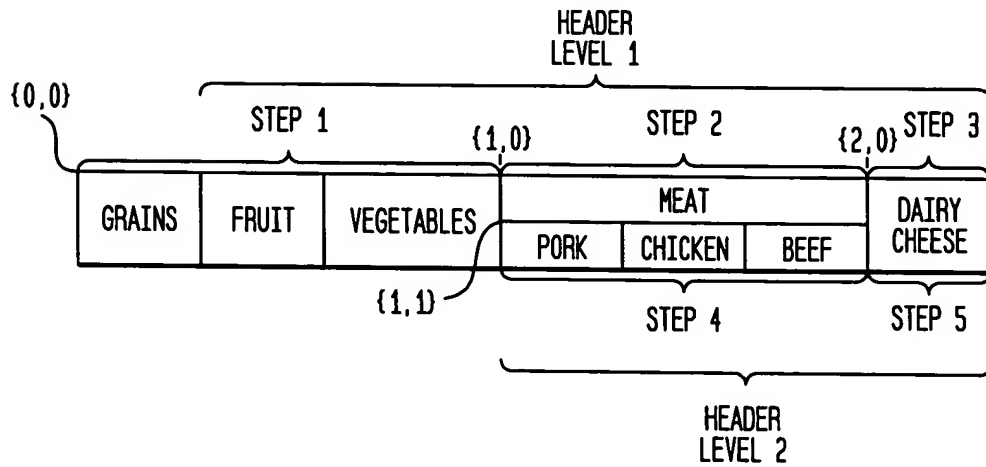 HEADER
LEVEL 1
{0,0}
STEP 1
STEP 2
STEP 3
{1,0}
{2,0}
GRAINS
FRUIT
VEGETABLES
MEAT
DAIRY
CHEESE
PORK
CHICKEN
BEEF
{1,1}
STEP 4
STEP 5
HEADER
LEVEL 2